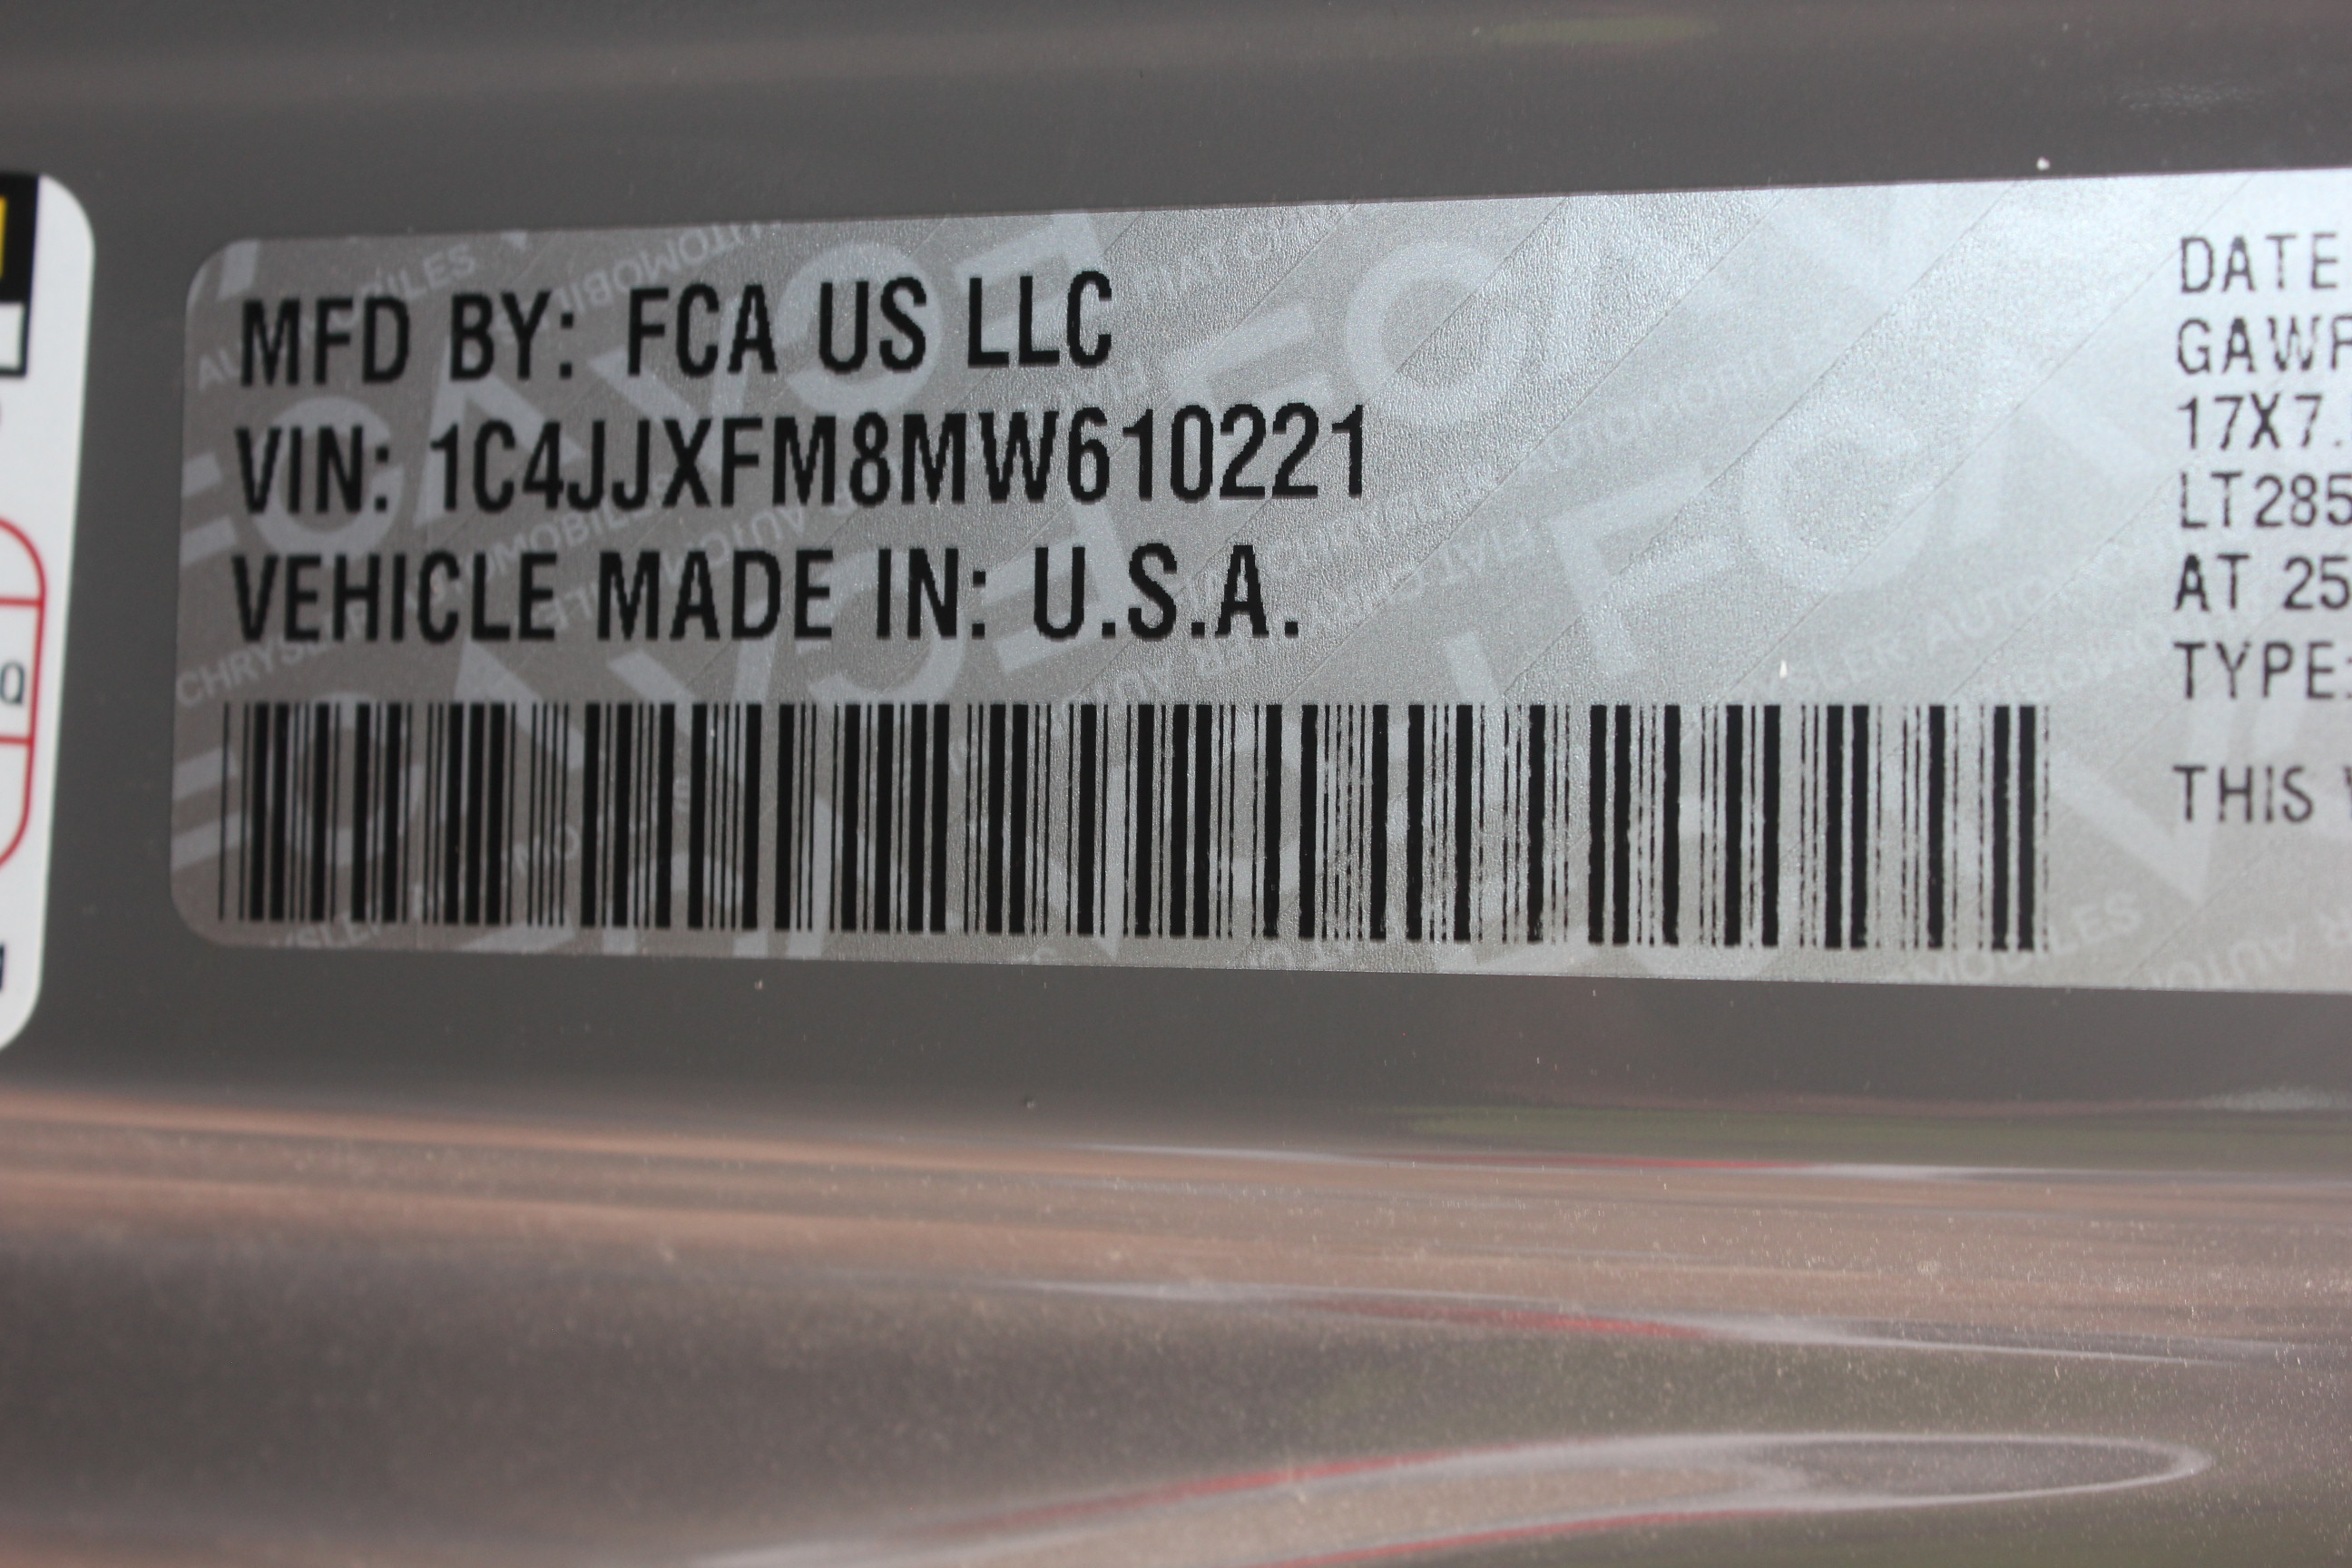 MFD BY: FCA US LLC
VIN: 1C4JJXFM8MW610221
VEHICLE MADE IN: U.S.A.
DATE
GAWR
17X7.
LT285
AT 25
TYPE:
THIS